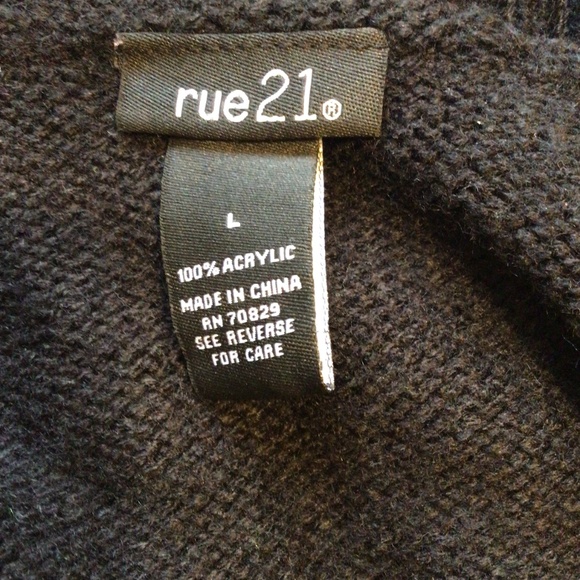 rue21®
L
100% ACRYLIC
MADE IN CHINA
RN 70829
SEE REVERSE
FOR CARE